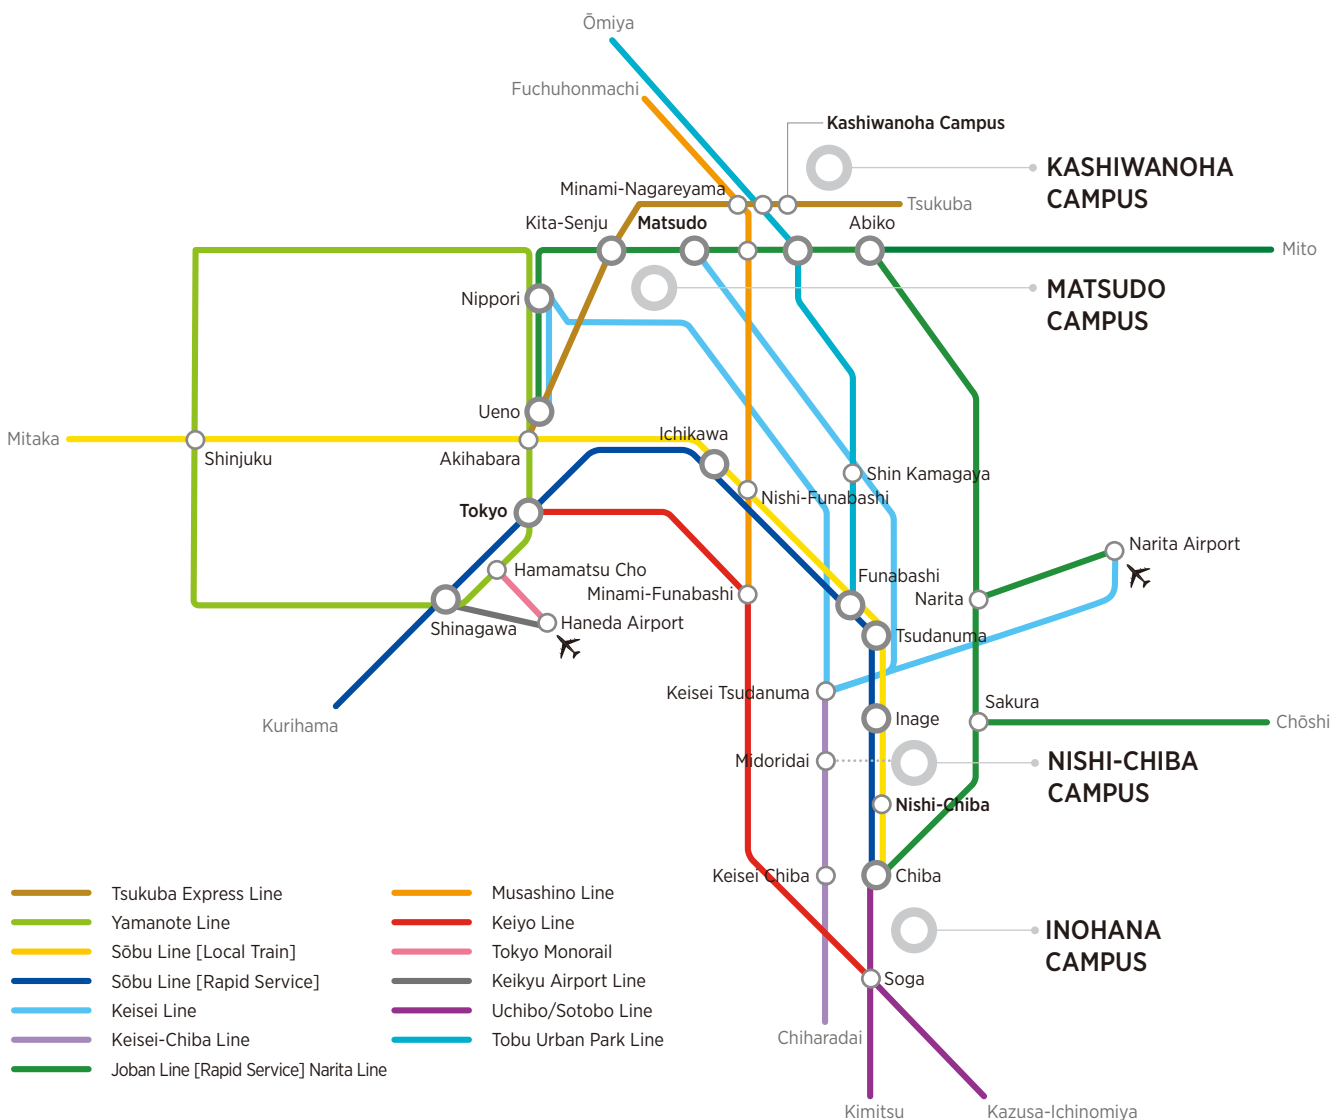 Ōmiya
Fuchuhonmachi
Kashiwanoha Campus
KASHIWANOHA
CAMPUS
Minami-Nagareyama
Tsukuba
Kita-Senju
Matsudo
Abiko
Mito
Nippori
MATSUDO
CAMPUS
Ueno
Mitaka
Shinjuku
Akihabara
Ichikawa
Shin Kamagaya
Nishi-Funabashi
Tokyo
Narita Airport
Hamamatsu Cho
Funabashi
Minami-Funabashi
Narita
Shinagawa
Haneda Airport
Tsudanuma
Keisei Tsudanuma
Kurihama
Sakura
Inage
Chōshi
Midoridai
NISHI-CHIBA
CAMPUS
Nishi-Chiba
Keisei Chiba
Chiba
INOHANA
CAMPUS
Soga
Chiharadai
Kimitsu
Kazusa-Ichinomiya
Tsukuba Express Line
Yamanote Line
Sōbu Line [Local Train]
Sōbu Line [Rapid Service]
Keisei Line
Keisei-Chiba Line
Joban Line [Rapid Service] Narita Line
Musashino Line
Keiyo Line
Tokyo Monorail
Keikyu Airport Line
Uchibo/Sotobo Line
Tobu Urban Park Line